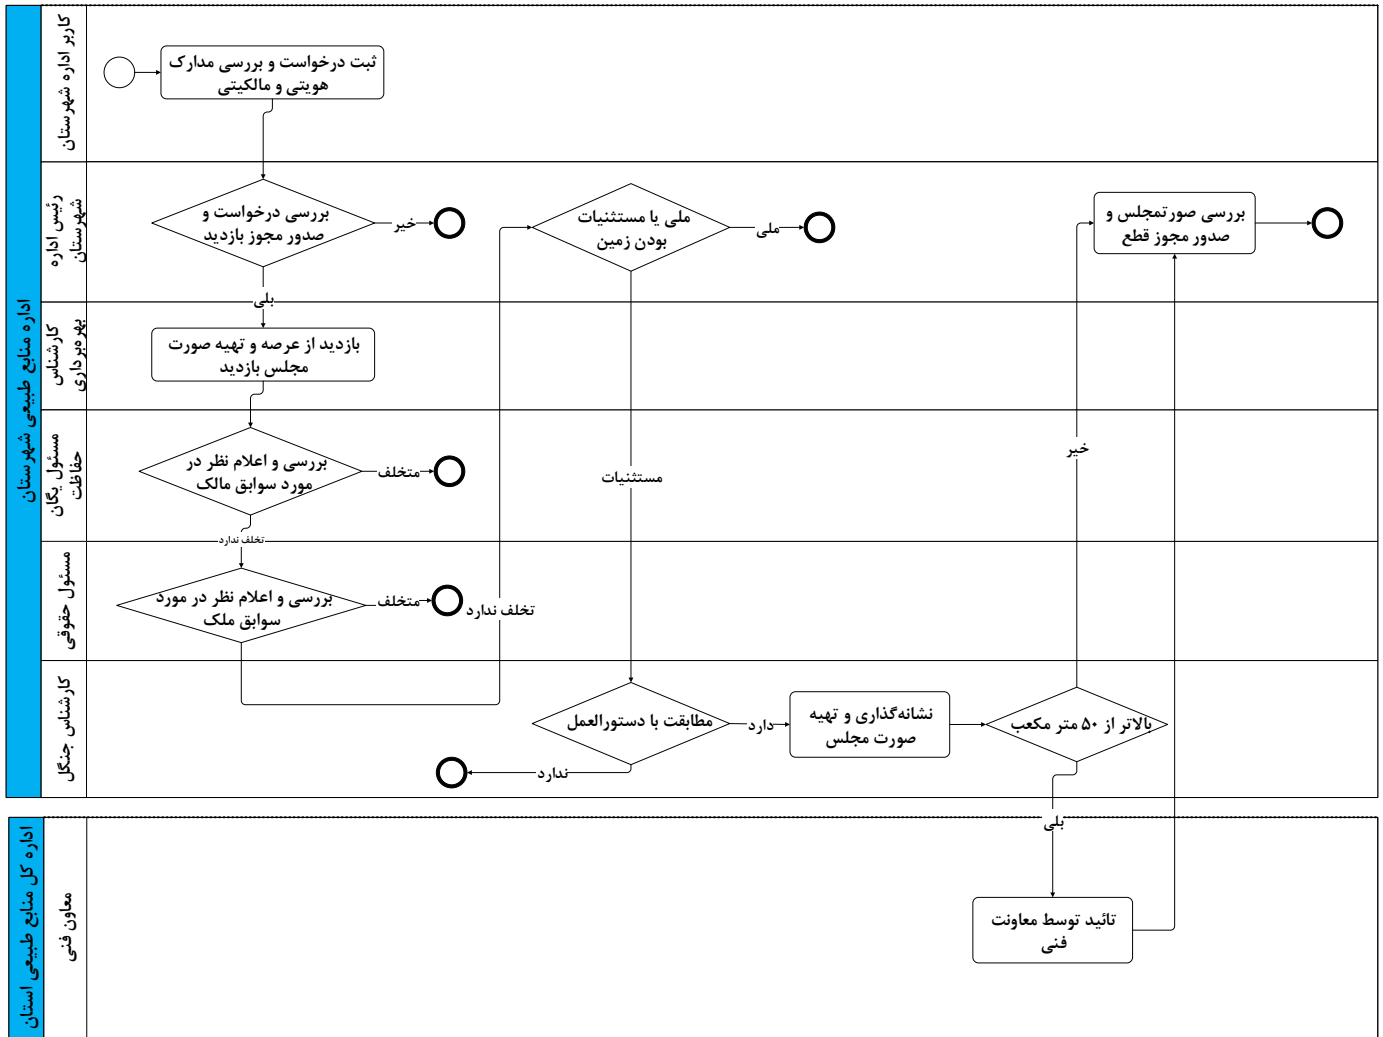 اداره منابع طبیعی شهرستان
کاربر اداره شهرستان
ثبت درخواست و بررسی مدارک
هویتی و مالکیتی
رئیس اداره
شهرستان
بررسی درخواست و
صدور مجوز بازدید
خیر
بلی
ملی یا مستثنیات
بودن زمین
ملی
بررسی صورتمجلس و
صدور مجوز قطع
کارشناس
بهره‌برداری
بازدید از عرصه و تهیه صورت
مجلس بازدید
مسئول یگان
حفاظت
بررسی و اعلام نظر در
مورد سوابق مالک
متخلف
تخلف ندارد
مستثنیات
خیر
مسئول حقوقی
بررسی و اعلام نظر در مورد
سوابق ملک
متخلف
تخلف ندارد
کارشناس جنگل
مطابقت با دستورالعمل
دارد
ندارد
نشانه‌گذاری و تهیه
صورت مجلس
بالاتر از ۵۰ متر مکعب
بلی
اداره کل منابع طبیعی استان
معاون فنی
تائید توسط معاونت
فنی